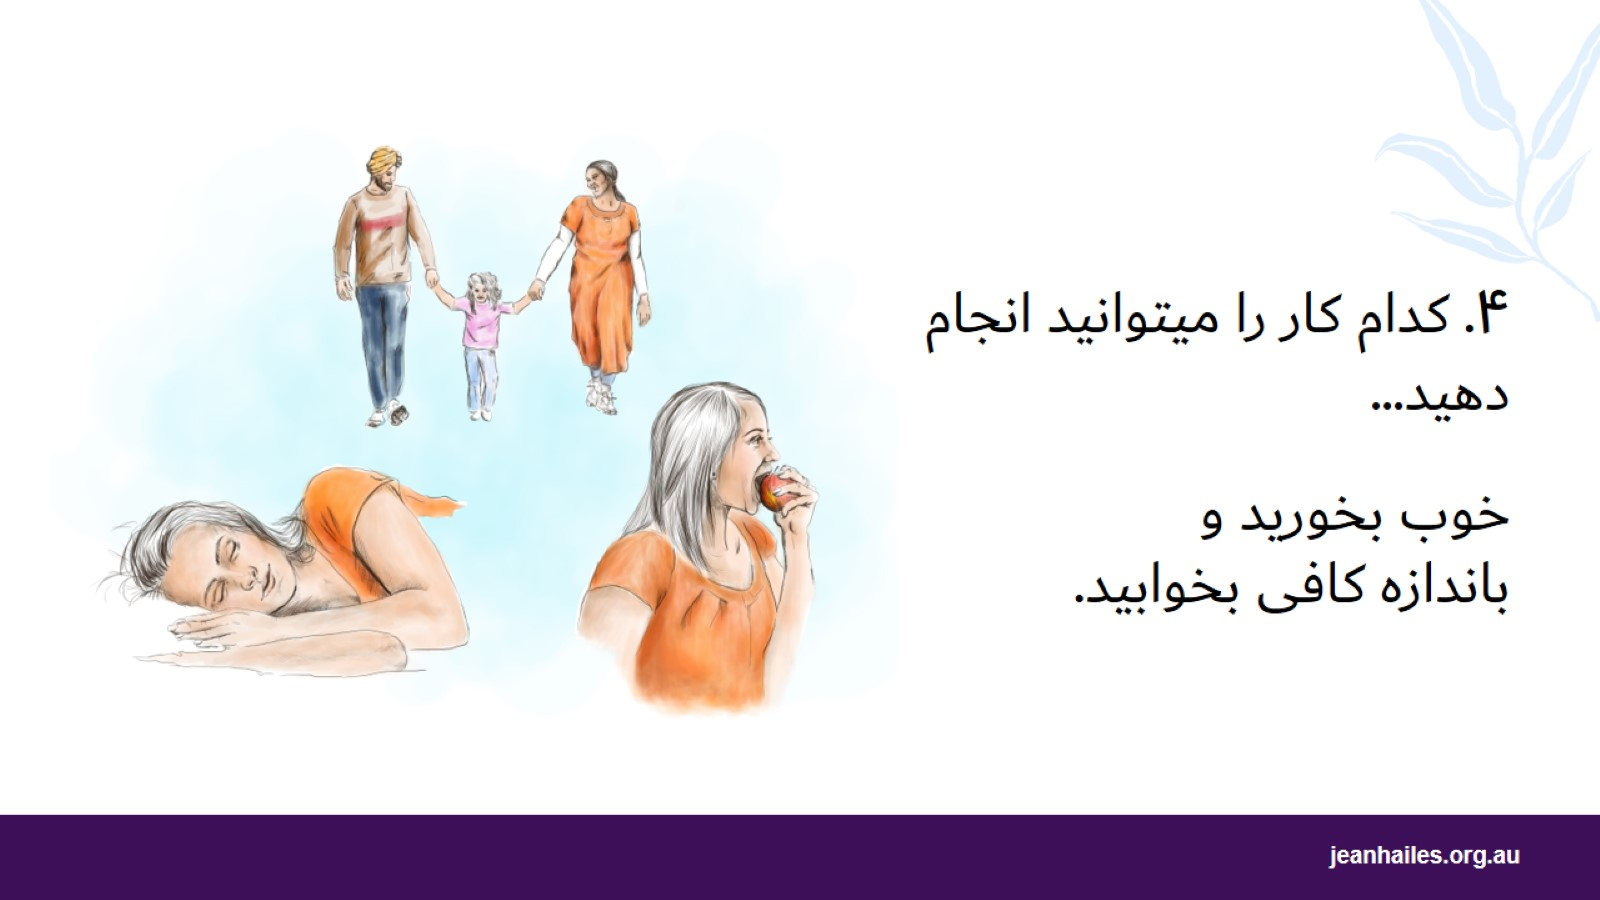 ۴. کدام کار را میتوانید انجام
دهید...
خوب بخورید و
باندازه کافی بخوابید.
jeanhailes.org.au